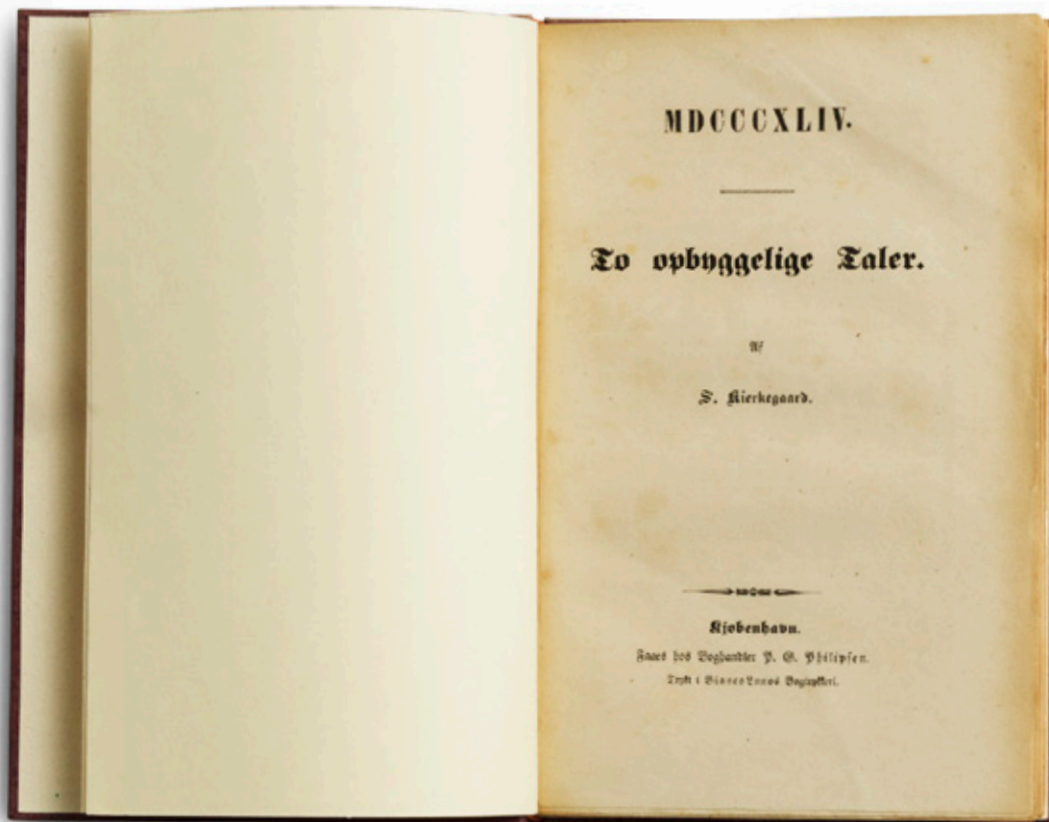 MDCCCXLIV.
To opbyggelige Taler.
Af
S. Kierkegaard.
Kjøbenhavn.
Faaes hos Boghandler P. G. Philipsen.
Trykt i Bianco Lunos Bogtrykkeri.